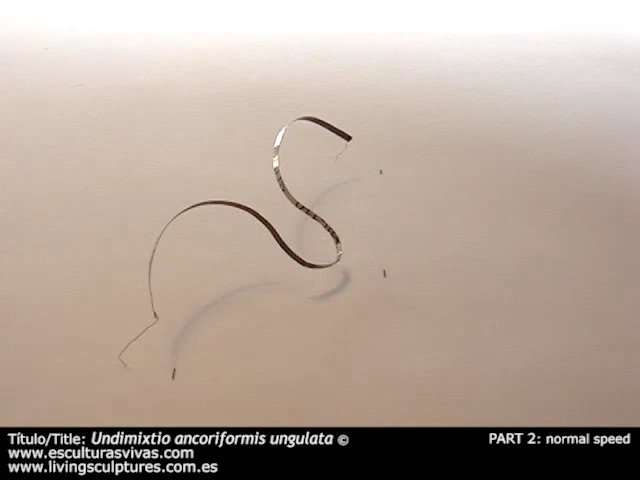 Título/Title: Undimixtio ancoriformis ungulata ©
PART 2: normal speed
www.esculturasvivas.com
www.livingsculptures.com.es